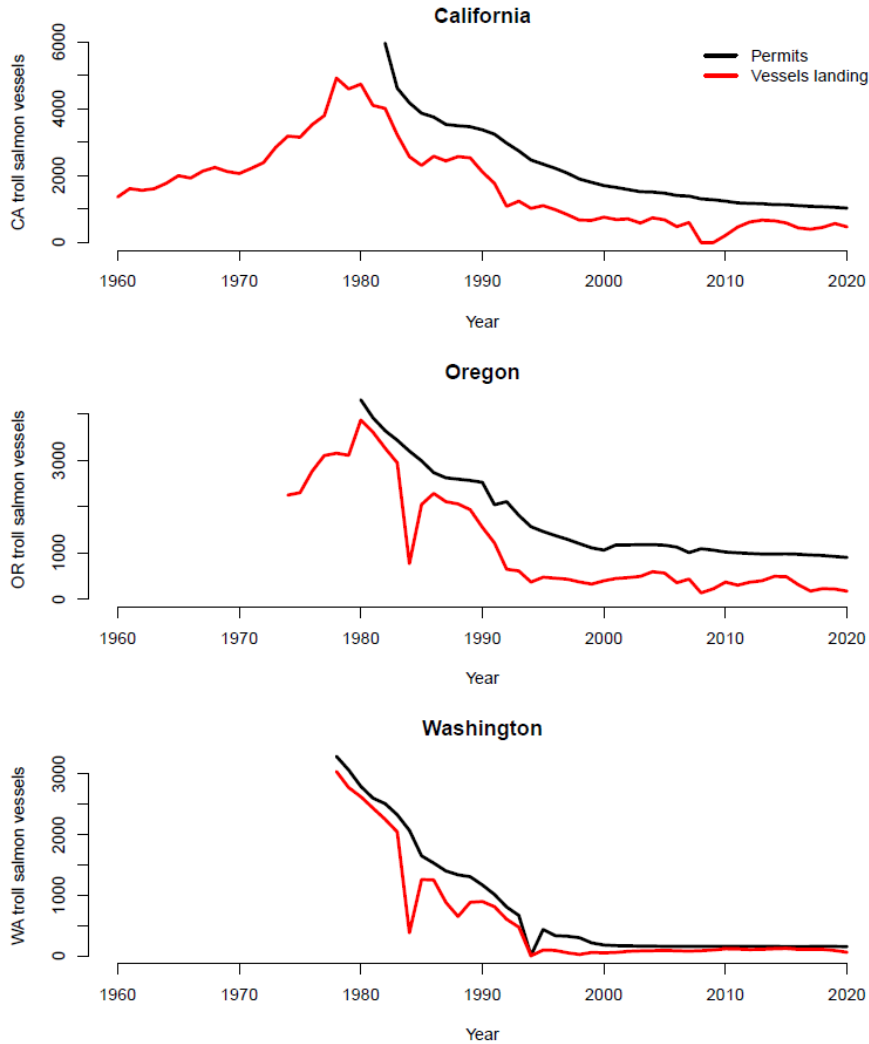 California
CA troll salmon vessels
6000
4000
2000
0
Permits
Vessels landing
1960 1970 1980 1990 2000 2010 2020
Year
Oregon
OR troll salmon vessels
3000
1000
0
1960 1970 1980 1990 2000 2010 2020
Year
Washington
WA troll salmon vessels
3000
2000
1000
0
1960 1970 1980 1990 2000 2010 2020
Year